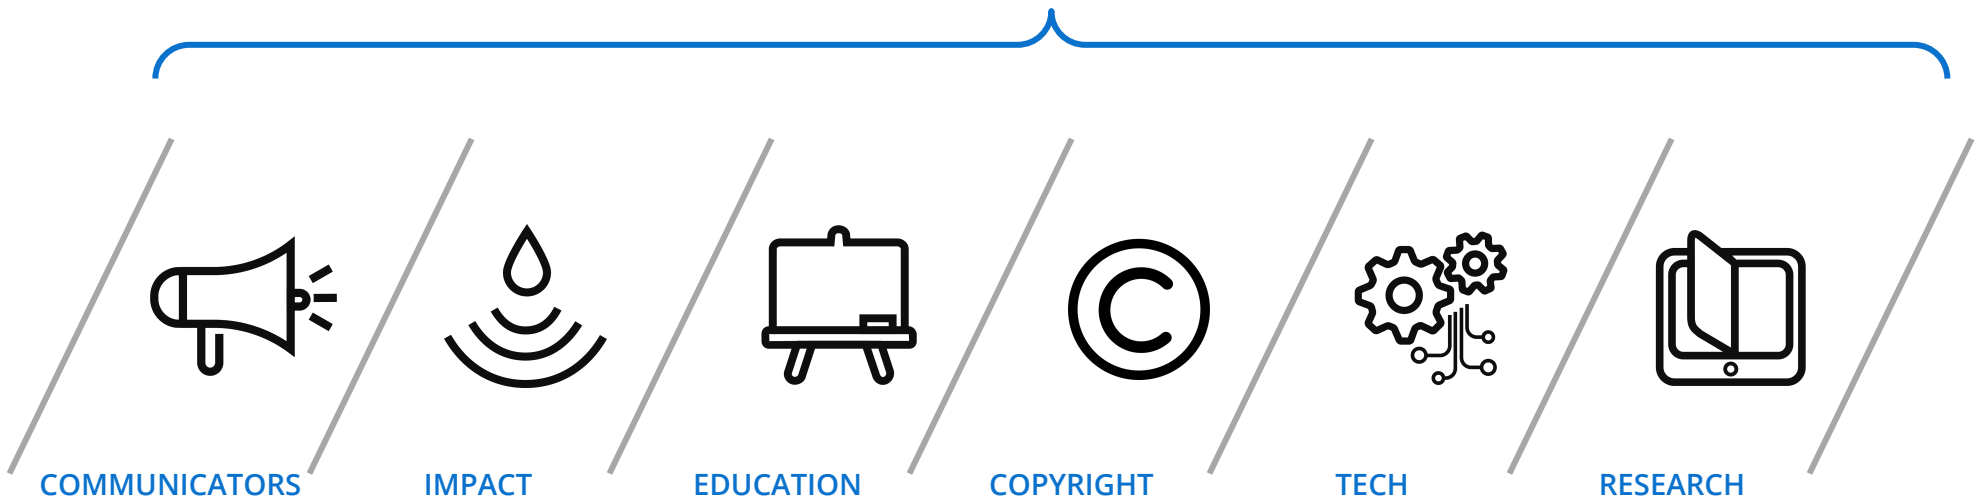 COMMUNICATORS
IMPACT
EDUCATION
COPYRIGHT
TECH
RESEARCH